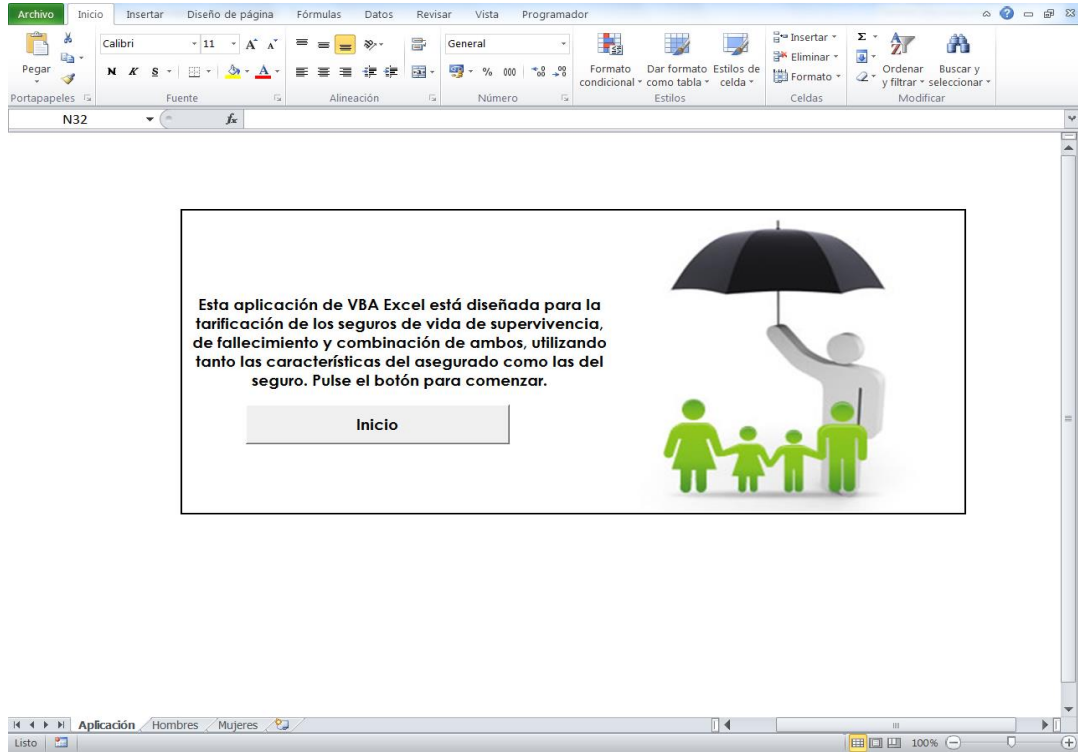 Archivo Inicio Insertar Diseño de página Fórmulas Datos Revisar Vista Programador
Calibri 11 A A General Insertar Σ
Pegar N K S A % 000 Formato condicional Dar formato como tabla Estilos de celda Eliminar Formato Ordenar y filtrar Buscar y seleccionar
Portapapeles Fuente Alineación Número Estilos Celdas Modificar
N32 fx
Esta aplicación de VBA Excel está diseñada para la
tarificación de los seguros de vida de supervivencia,
de fallecimiento y combinación de ambos, utilizando
tanto las características del asegurado como las del
seguro. Pulse el botón para comenzar.
Inicio
Aplicación Hombres Mujeres
Listo 100%